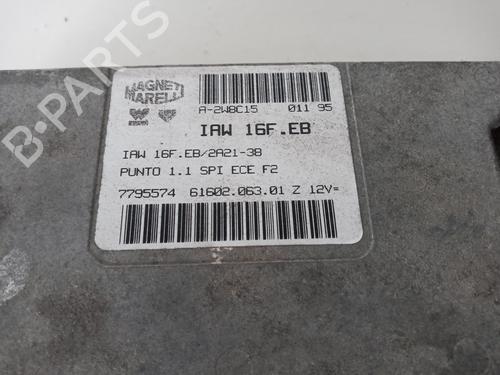 MAGNETI
MARELLI
A-2W8C15 011 95
IAW 16F.EB
IAW 16F.EB/2A21-38
PUNTO 1.1 SPI ECE F2
7795574 61602.063.01 Z 12V=
B-PARTS